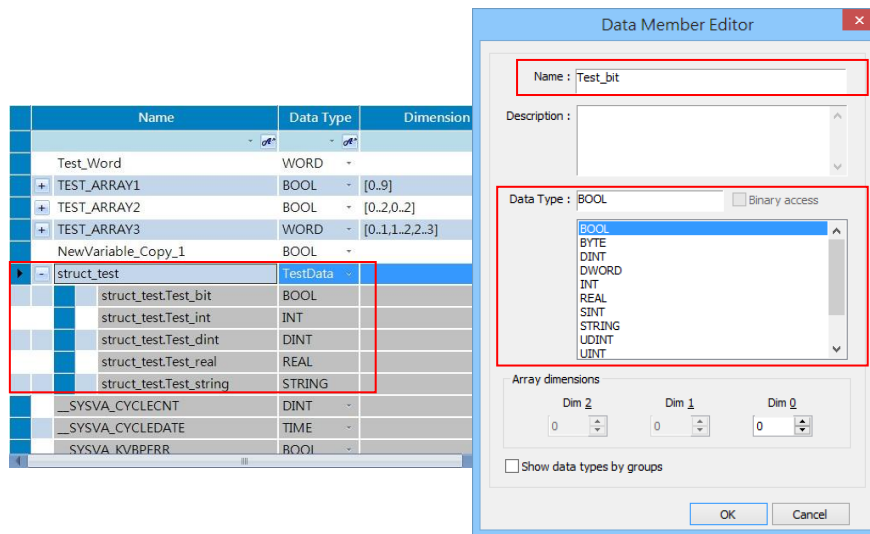 Name Data Type Dimension
Test_Word WORD
TEST_ARRAY1 BOOL [0..9]
TEST_ARRAY2 BOOL [0..2,0..2]
TEST_ARRAY3 WORD [0..1,1..2,2..3]
NewVariable_Copy_1 BOOL
struct_test TestData
struct_test.Test_bit BOOL
struct_test.Test_int INT
struct_test.Test_dint DINT
struct_test.Test_real REAL
struct_test.Test_string STRING
__SYSVA_CYCLECNT DINT
__SYSVA_CYCLEDATE TIME
__SYSVA_KVBPERR BOOL
Data Member Editor
Name : Test_bit
Description :
Data Type : BOOL Binary access
BOOL
BYTE
DINT
DWORD
INT
REAL
SINT
STRING
UDINT
UINT
Array dimensions
Dim 2 Dim 1 Dim 0
0 0 0
Show data types by groups
OK Cancel